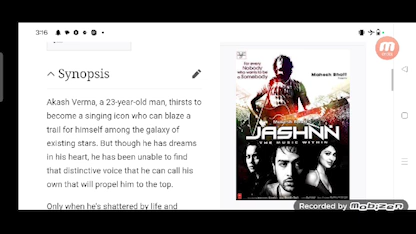 3:16
Synopsis
Akash Verma, a 23-year-old man, thirsts
to become a singing icon who can blaze a
trail for himself among the galaxy of
existing stars. But though he has dreams
in his heart, he has been unable to find
that distinctive voice that he can call his
own that will propel him to the top.
Only when he's shattered by life and
For every
Nobody
who wants to be
Somebody
Mahesh Bhatt
JASHNN
THE MUSIC WITHIN
Recorded by Mobizen